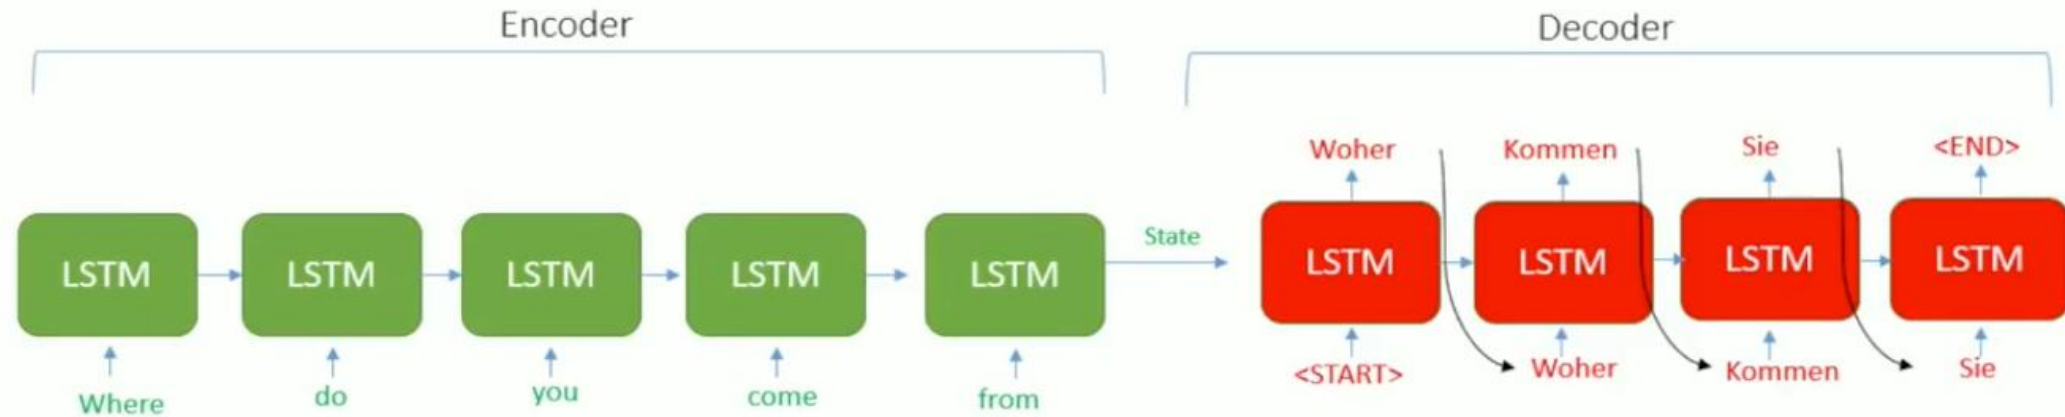 Encoder
Decoder
Woher Kommen Sie <END>
LSTM LSTM LSTM LSTM LSTM State LSTM LSTM LSTM LSTM
<START> Woher Kommen Sie
Where do you come from